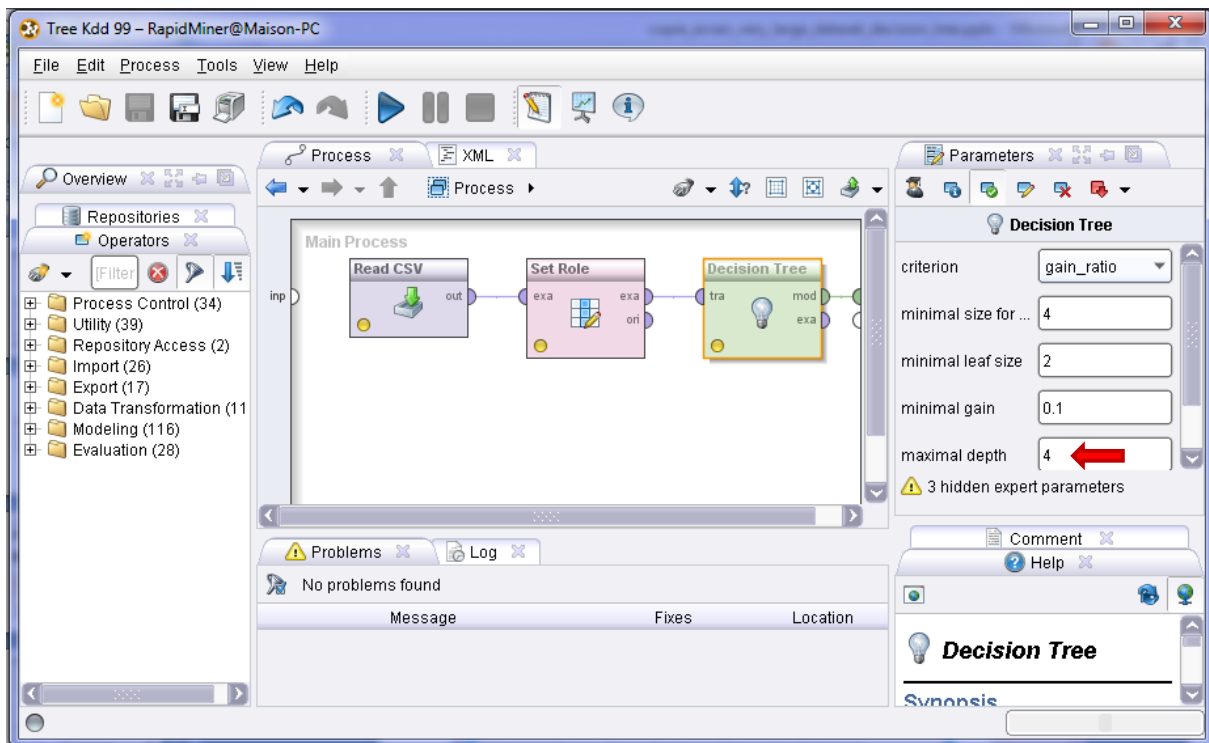 Tree Kdd 99 – RapidMiner@Maison-PC
File Edit Process Tools View Help
Overview
Repositories
Operators
[Filter
Process Control (34)
Utility (39)
Repository Access (2)
Import (26)
Export (17)
Data Transformation (11
Modeling (116)
Evaluation (28)
Process
XML
Process
Main Process
inp
Read CSV
out
Set Role
exa exa
ori
Decision Tree
tra mod
exa
Problems
Log
No problems found
Message Fixes Location
Parameters
Decision Tree
criterion gain_ratio
minimal size for ... 4
minimal leaf size 2
minimal gain 0.1
maximal depth 4
3 hidden expert parameters
Comment
Help
Decision Tree
Synopsis